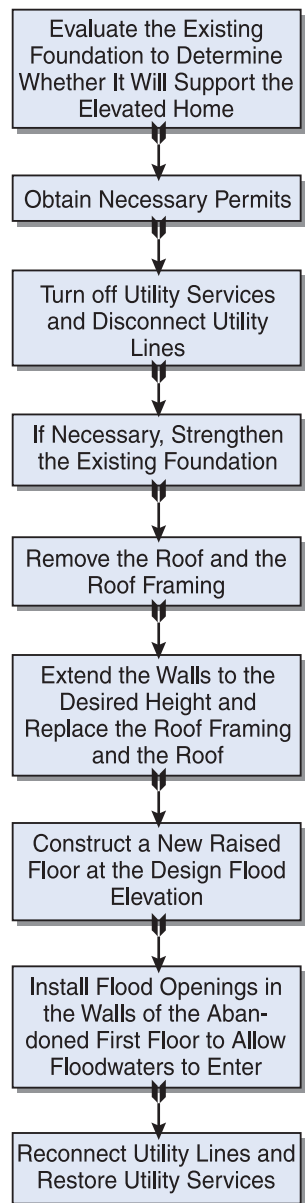 Evaluate the Existing
Foundation to Determine
Whether It Will Support the
Elevated Home
Obtain Necessary Permits
Turn off Utility Services
and Disconnect Utility
Lines
If Necessary, Strengthen
the Existing Foundation
Remove the Roof and the
Roof Framing
Extend the Walls to the
Desired Height and
Replace the Roof Framing
and the Roof
Construct a New Raised
Floor at the Design Flood
Elevation
Install Flood Openings in
the Walls of the Aban-
doned First Floor to Allow
Floodwaters to Enter
Reconnect Utility Lines and
Restore Utility Services